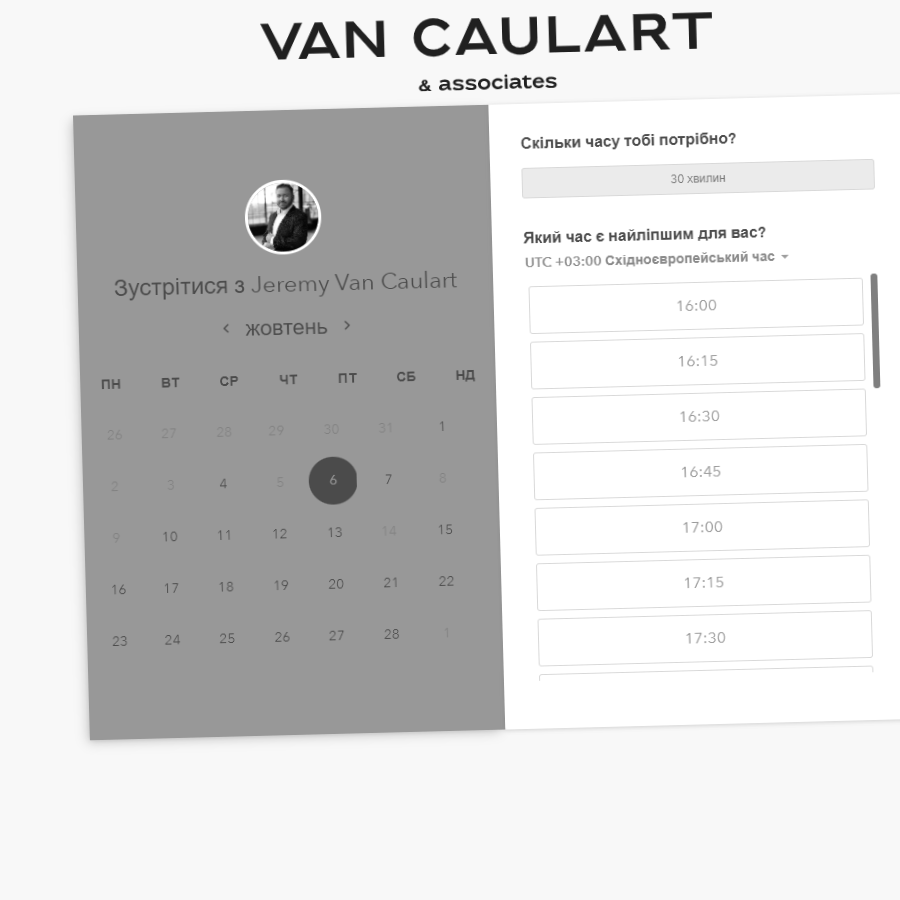 VAN CAULART
& associates
Зустрітися з Jeremy Van Caulart
‹ жовтень ›
ПН ВТ СР ЧТ ПТ СБ НД
26 27 28 29 30 31 1
2 3 4 5 6 7 8
9 10 11 12 13 14 15
16 17 18 19 20 21 22
23 24 25 26 27 28 1
Скільки часу тобі потрібно?
30 хвилин
Який час є найліпшим для вас?
UTC +03:00 Східноєвропейський час
16:00
16:15
16:30
16:45
17:00
17:15
17:30